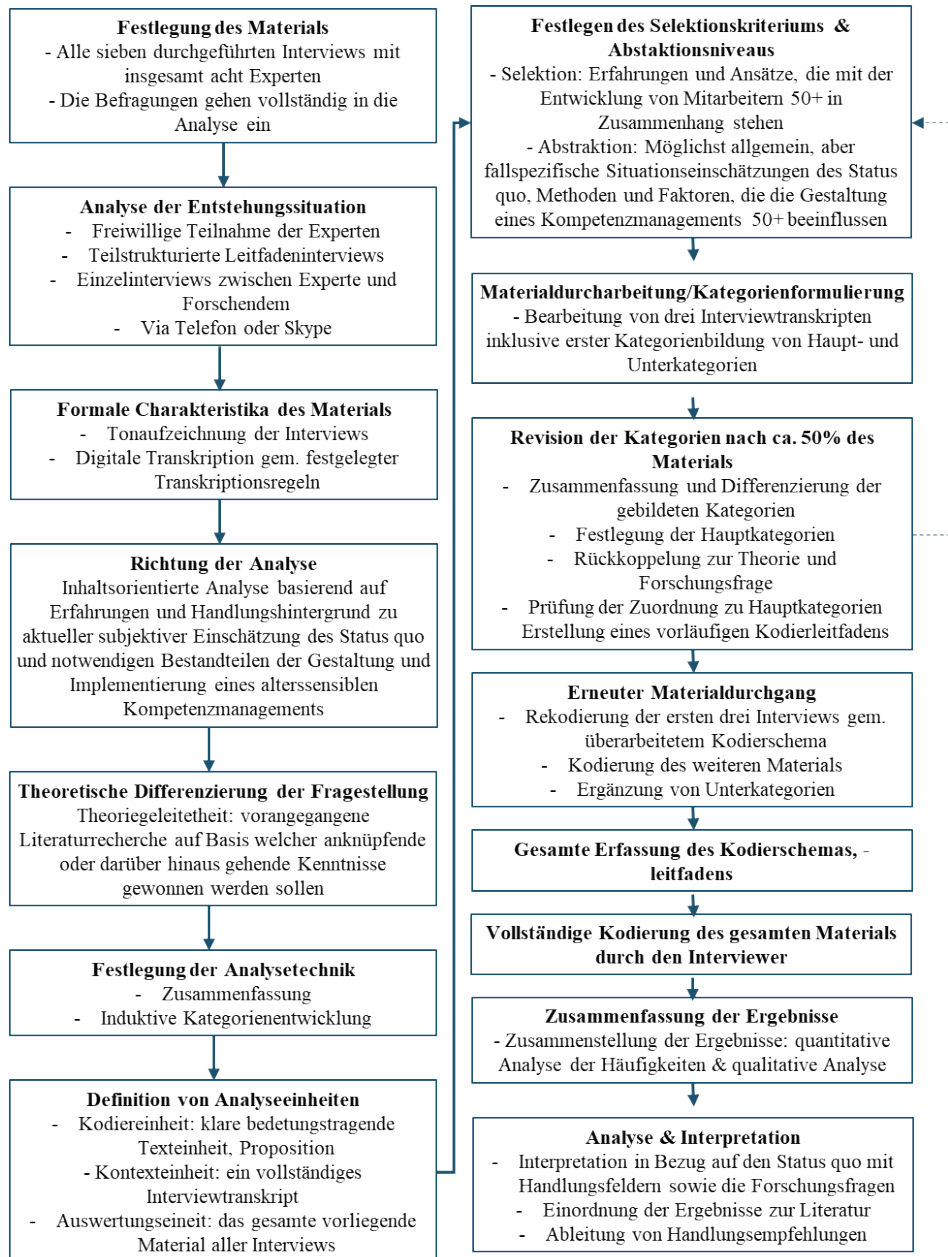 Festlegung des Materials
- Alle sieben durchgeführten Interviews mit
insgesamt acht Experten
- Die Befragungen gehen vollständig in die
Analyse ein
Analyse der Entstehungssituation
- Freiwillige Teilnahme der Experten
- Teilstrukturierte Leitfadeninterviews
- Einzelinterviews zwischen Experte und
Forschendem
- Via Telefon oder Skype
Formale Charakteristika des Materials
- Tonaufzeichnung der Interviews
- Digitale Transkription gem. festgelegter
Transkriptionsregeln
Richtung der Analyse
Inhaltsorientierte Analyse basierend auf
Erfahrungen und Handlungshintergrund zu
aktueller subjektiver Einschätzung des Status quo
und notwendigen Bestandteilen der Gestaltung und
Implementierung eines alterssensiblen
Kompetenzmanagements
Theoretische Differenzierung der Fragestellung
Theoriegeleitetheit: vorangegangene
Literaturrecherche auf Basis welcher anknüpfende
oder darüber hinaus gehende Kenntnisse
gewonnen werden sollen
Festlegung der Analysetechnik
- Zusammenfassung
- Induktive Kategorienentwicklung
Definition von Analyseeinheiten
- Kodiereinheit: klare bedetungstragende
Texteinheit, Proposition
- Kontexteinheit: ein vollständiges
Interviewtranskript
- Auswertungseineit: das gesamte vorliegende
Material aller Interviews
Festlegen des Selektionskriteriums &
Abstaktionsniveaus
- Selektion: Erfahrungen und Ansätze, die mit der
Entwicklung von Mitarbeitern 50+ in
Zusammenhang stehen
- Abstraktion: Möglichst allgemein, aber
fallspezifische Situationseinschätzungen des Status
quo, Methoden und Faktoren, die die Gestaltung
eines Kompetenzmanagements 50+ beeinflussen
Materialdurcharbeitung/Kategorienformulierung
- Bearbeitung von drei Interviewtranskripten
inklusive erster Kategorienbildung von Haupt- und
Unterkategorien
Revision der Kategorien nach ca. 50% des
Materials
- Zusammenfassung und Differenzierung der
gebildeten Kategorien
- Festlegung der Hauptkategorien
- Rückkoppelung zur Theorie und
Forschungsfrage
- Prüfung der Zuordnung zu Hauptkategorien
Erstellung eines vorläufigen Kodierleitfadens
Erneuter Materialdurchgang
- Rekodierung der ersten drei Interviews gem.
überarbeitetem Kodierschema
- Kodierung des weiteren Materials
- Ergänzung von Unterkategorien
Gesamte Erfassung des Kodierschemas, -
leitfadens
Vollständige Kodierung des gesamten Materials
durch den Interviewer
Zusammenfassung der Ergebnisse
- Zusammenstellung der Ergebnisse: quantitative
Analyse der Häufigkeiten & qualitative Analyse
Analyse & Interpretation
- Interpretation in Bezug auf den Status quo mit
Handlungsfeldern sowie die Forschungsfragen
- Einordnung der Ergebnisse zur Literatur
- Ableitung von Handlungsempfehlungen